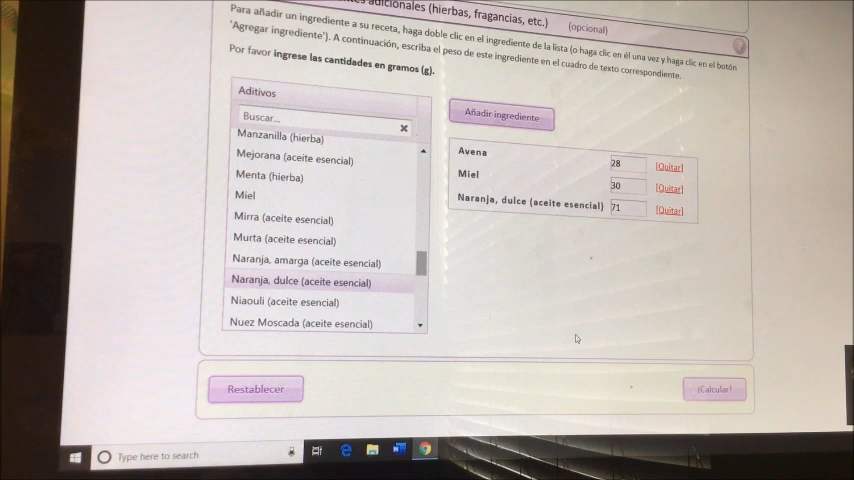 adicionales (hierbas, fragancias, etc.) (opcional)
Para añadir un ingrediente a su receta, haga doble clic en el ingrediente de la lista (o haga clic en él una vez y haga clic en el botón
'Agregar ingrediente'). A continuación, escriba el peso de este ingrediente en el cuadro de texto correspondiente.
Por favor ingrese las cantidades en gramos (g).
?
Aditivos
Buscar...
Manzanilla (hierba)
Mejorana (aceite esencial)
Menta (hierba)
Miel
Mirra (aceite esencial)
Murta (aceite esencial)
Naranja, amarga (aceite esencial)
Naranja, dulce (aceite esencial)
Niaouli (aceite esencial)
Nuez Moscada (aceite esencial)
Añadir ingrediente
Avena 28 [Quitar]
Miel 30 [Quitar]
Naranja, dulce (aceite esencial) 71 [Quitar]
Restablecer
¡Calcular!
Type here to search